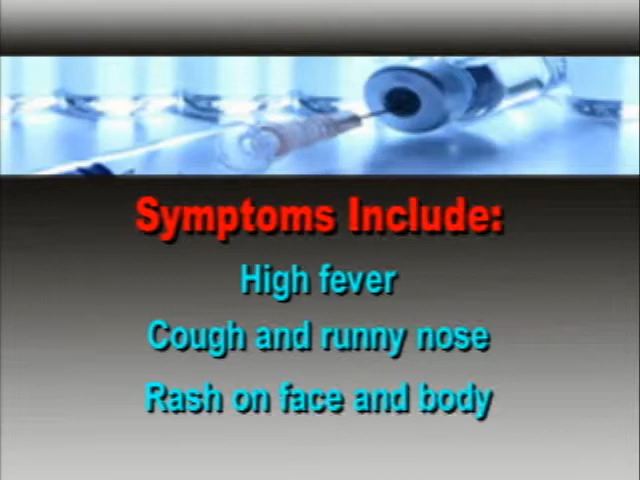 Symptoms Include:
High fever
Cough and runny nose
Rash on face and body